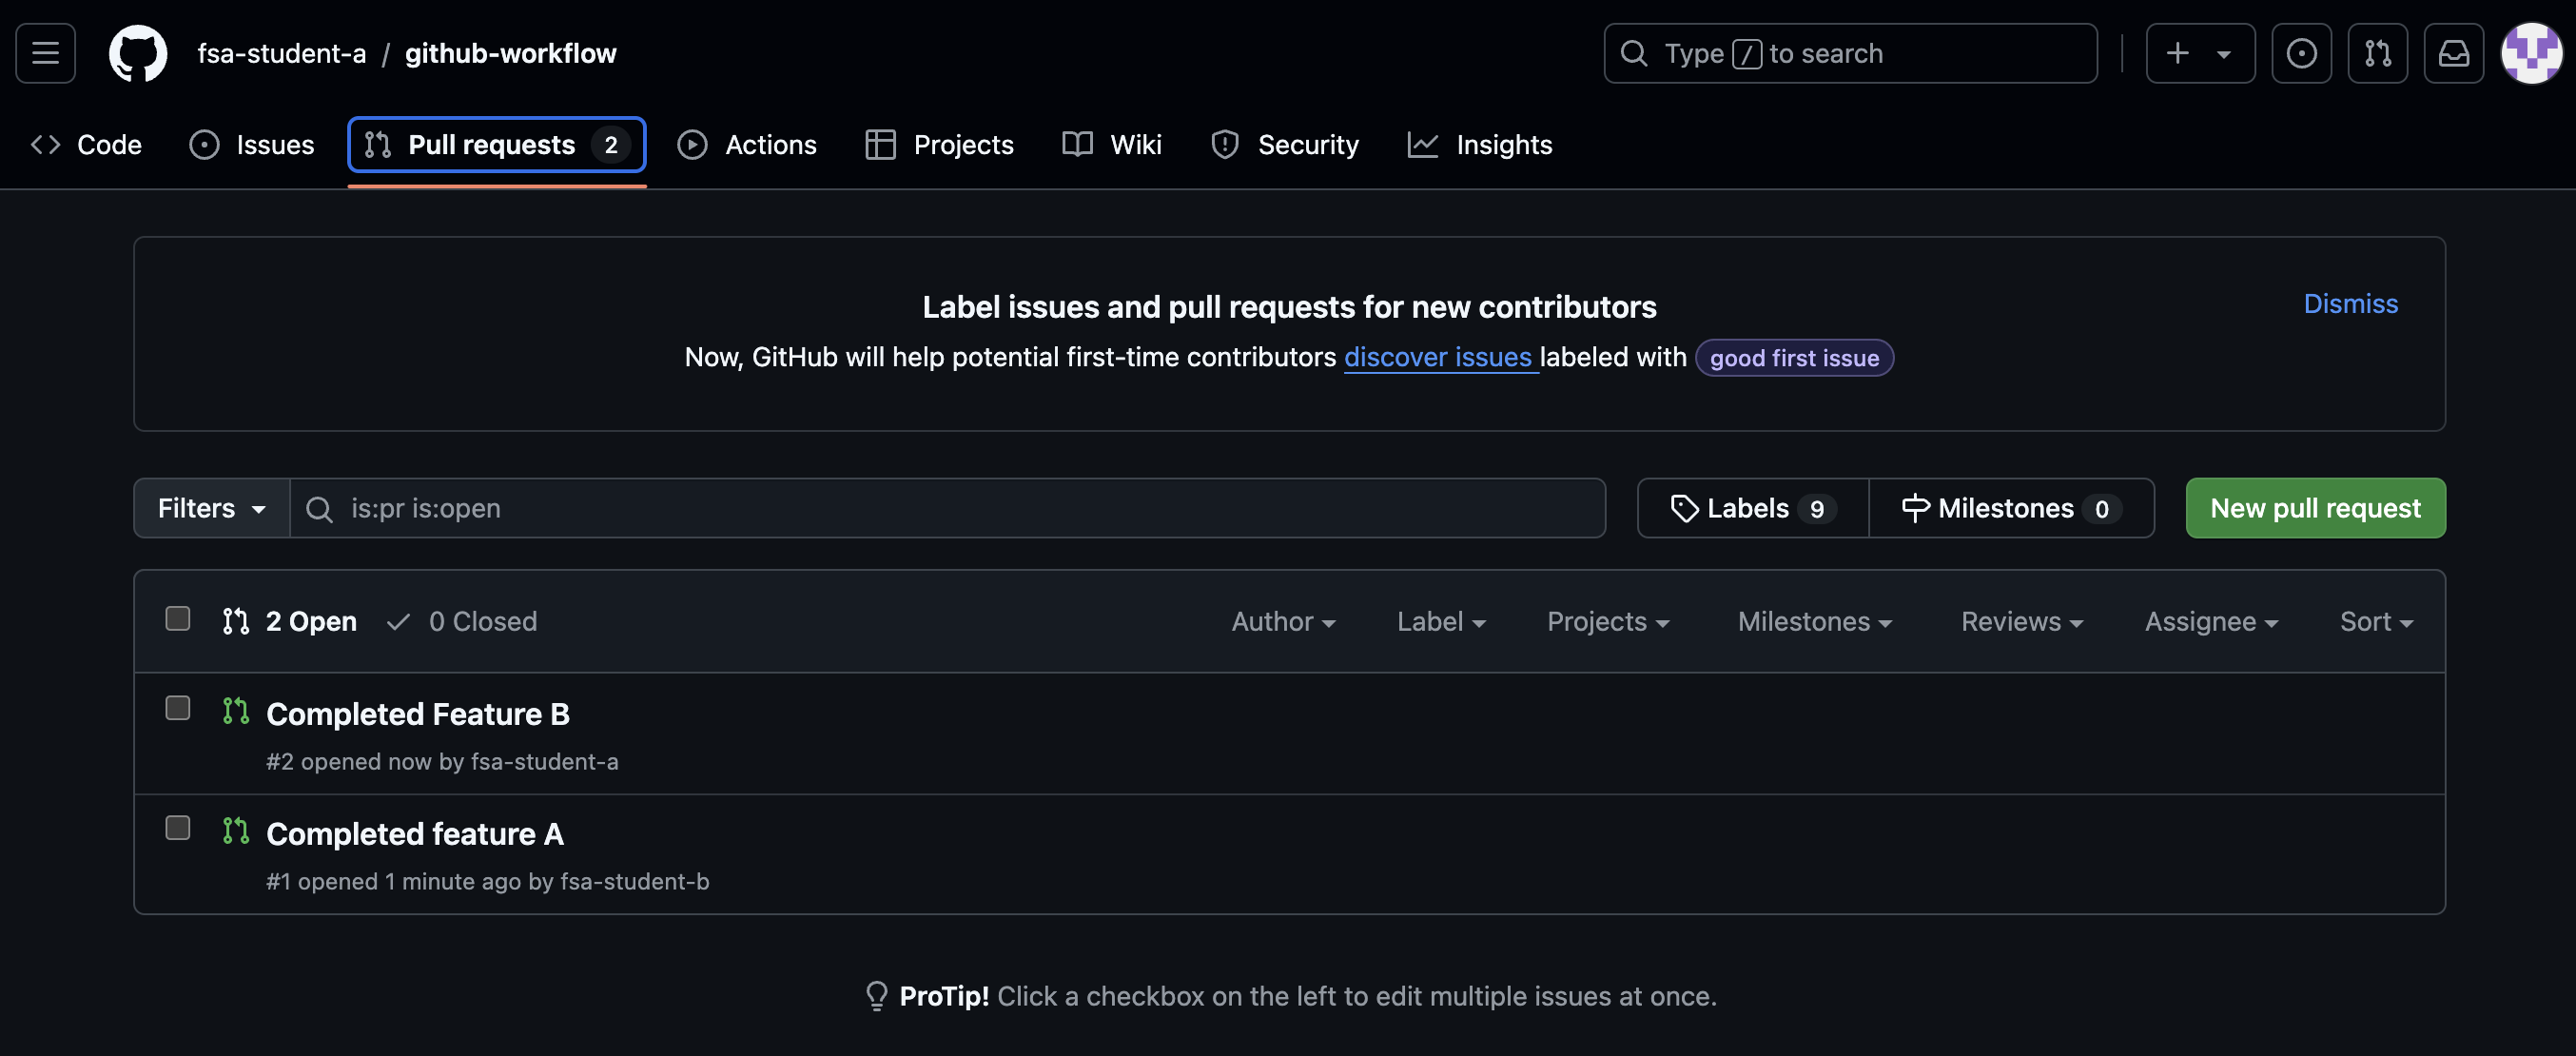 fsa-student-a / github-workflow
Type / to search
Code Issues Pull requests 2 Actions Projects Wiki Security Insights
Label issues and pull requests for new contributors
Dismiss
Now, GitHub will help potential first-time contributors discover issues labeled with good first issue
Filters is:pr is:open Labels 9 Milestones 0 New pull request
2 Open 0 Closed Author Label Projects Milestones Reviews Assignee Sort
Completed Feature B
#2 opened now by fsa-student-a
Completed feature A
#1 opened 1 minute ago by fsa-student-b
ProTip! Click a checkbox on the left to edit multiple issues at once.